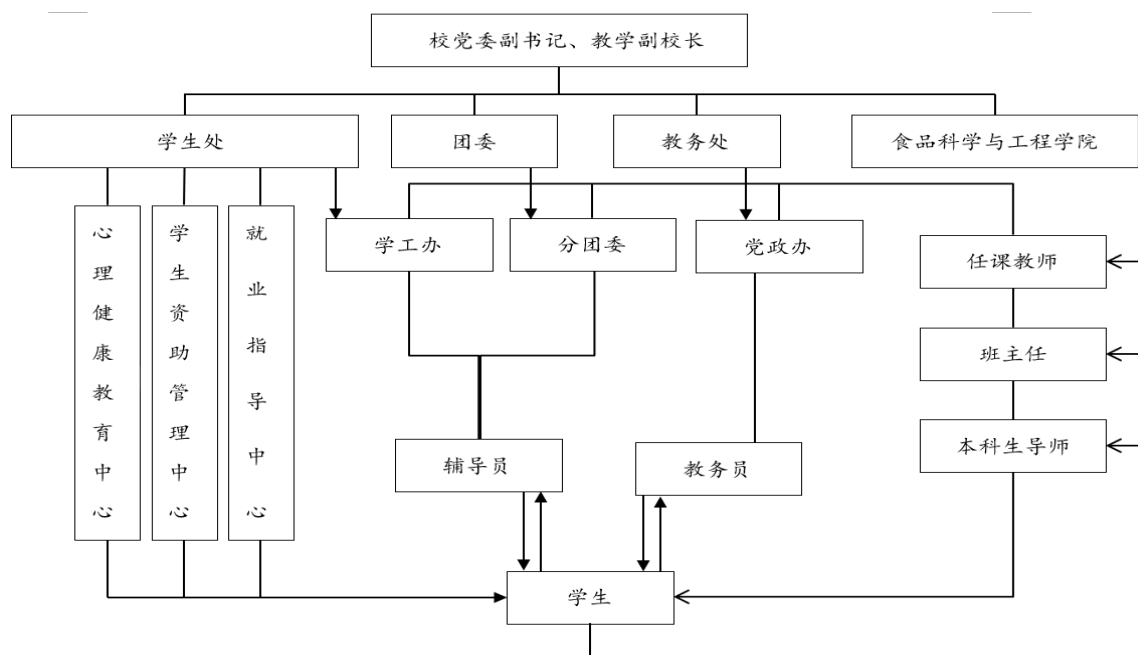 校党委副书记、教学副校长
学生处
团委
教务处
食品科学与工程学院
心理健康教育中心
学生资助管理中心
就业指导中心
学工办
分团委
党政办
任课教师
班主任
本科生导师
辅导员
教务员
学生